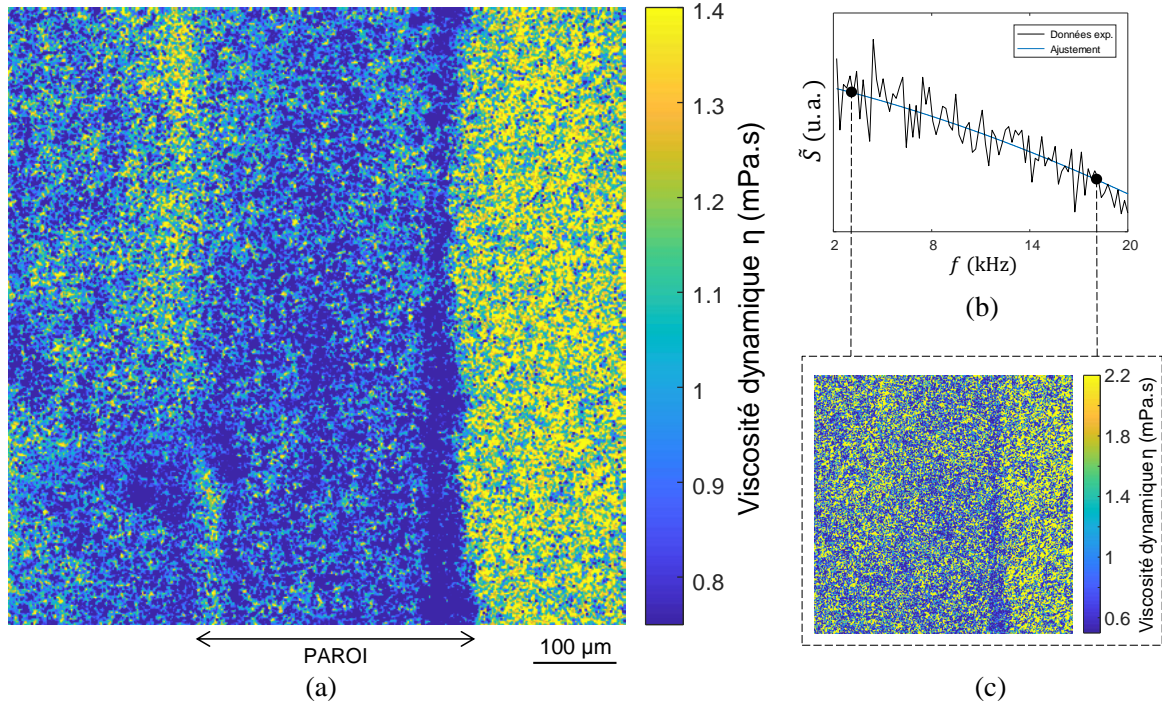 1.4
1.3
1.2
1.1
1
0.9
0.8
Viscosité dynamique η (mPa.s)
PAROI
100 µm
(a)
Données exp.
Ajustement
S̃ (u. a.)
2
8
14
20
f (kHz)
(b)
2.2
1.8
1.4
1
0.6
Viscosité dynamique η (mPa.s)
(c)